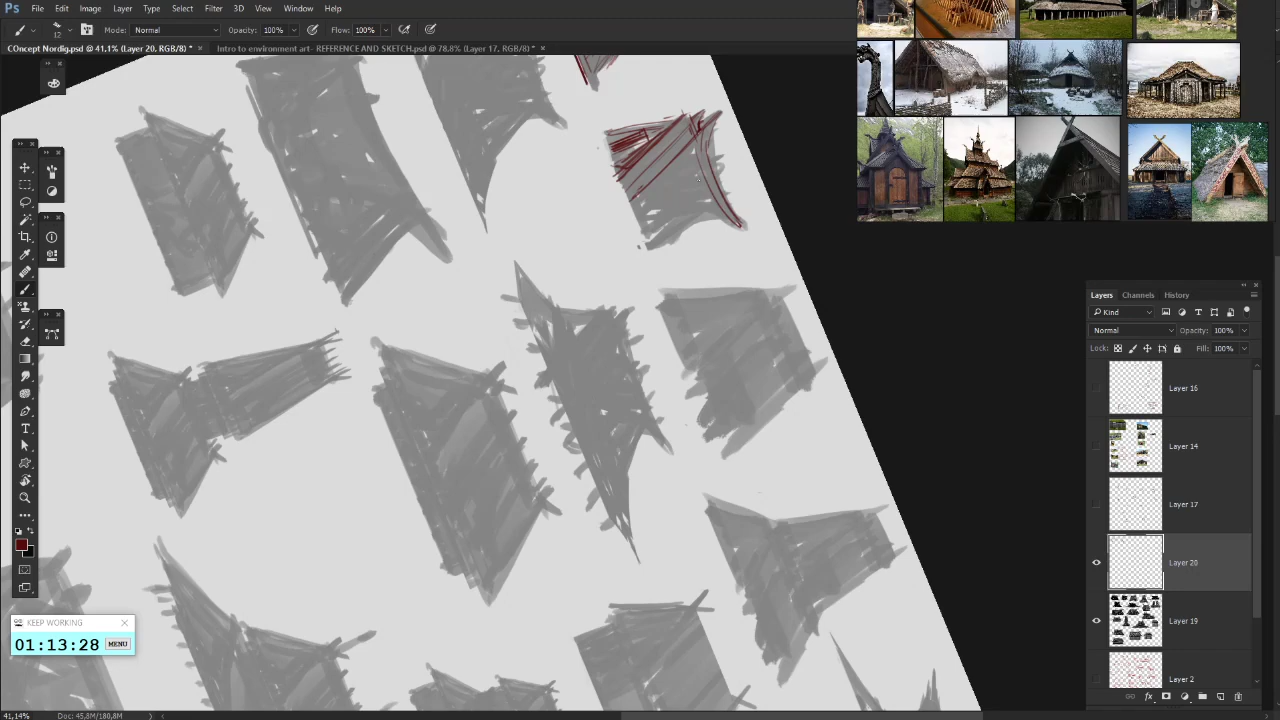 Ps File Edit Image Layer Type Select Filter 3D View Window Help
12 Mode: Normal Opacity: 100% Flow: 100%
COncept Nordig.psd @ 41,1% (Layer 20, RGB/8) * × Intro to environment art- REFERENCE AND SKETCH.psd @ 78,8% (Layer 17, RGB/8) * ×
Layers Channels History
Kind
Normal Opacity: 100%
Lock: Fill: 100%
Layer 16
Layer 14
Layer 17
Layer 20
Layer 19
Layer 2
KEEP WORKING
01:13:28 MENU
41,14% Doc: 45,8M/180,8M